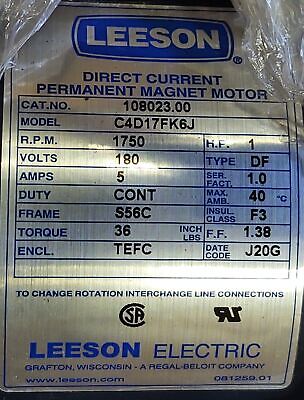 LEESON®
DIRECT CURRENT
PERMANENT MAGNET MOTOR
CAT.NO. 108023.00
MODEL C4D17FK6J
R.P.M. 1750 H.P. 1
VOLTS 180 TYPE DF
AMPS 5 SER. FACT. 1.0
DUTY CONT MAX. AMB. 40 °C
FRAME S56C INSUL. CLASS F3
TORQUE 36 INCH LBS F.F. 1.38
ENCL. TEFC DATE CODE J20G
TO CHANGE ROTATION INTERCHANGE LINE CONNECTIONS
LEESON ELECTRIC
GRAFTON, WISCONSIN - A REGAL-BELOIT COMPANY
www.leeson.com 081259.01